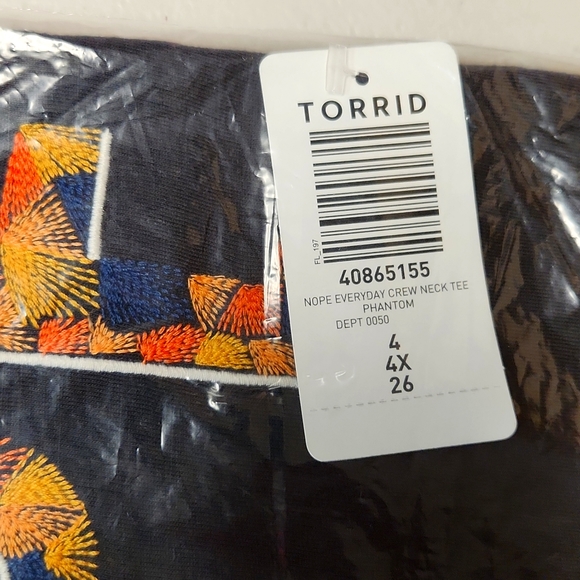 TORRID
FL_197
40865155
NOPE EVERYDAY CREW NECK TEE
PHANTOM
DEPT 0050
4
4X
26